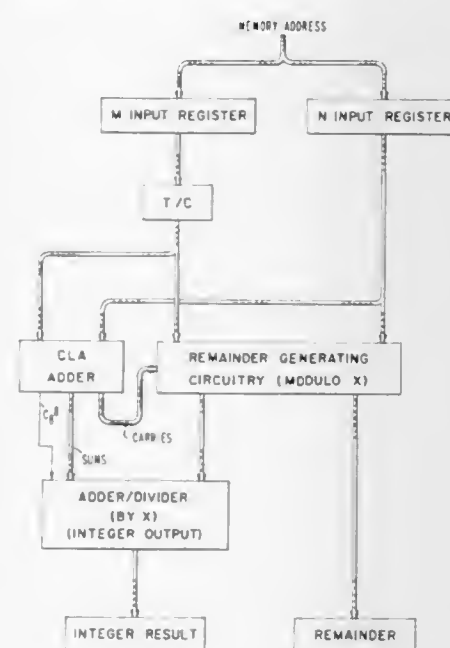 MEMORY ADDRESS
M INPUT REGISTER
N INPUT REGISTER
T/C
CLA
ADDER
REMAINDER GENERATING
CIRCUITRY (MODULO X)
CARRIES
SUMS
ADDER/DIVIDER
(BY X)
(INTEGER OUTPUT)
INTEGER RESULT
REMAINDER